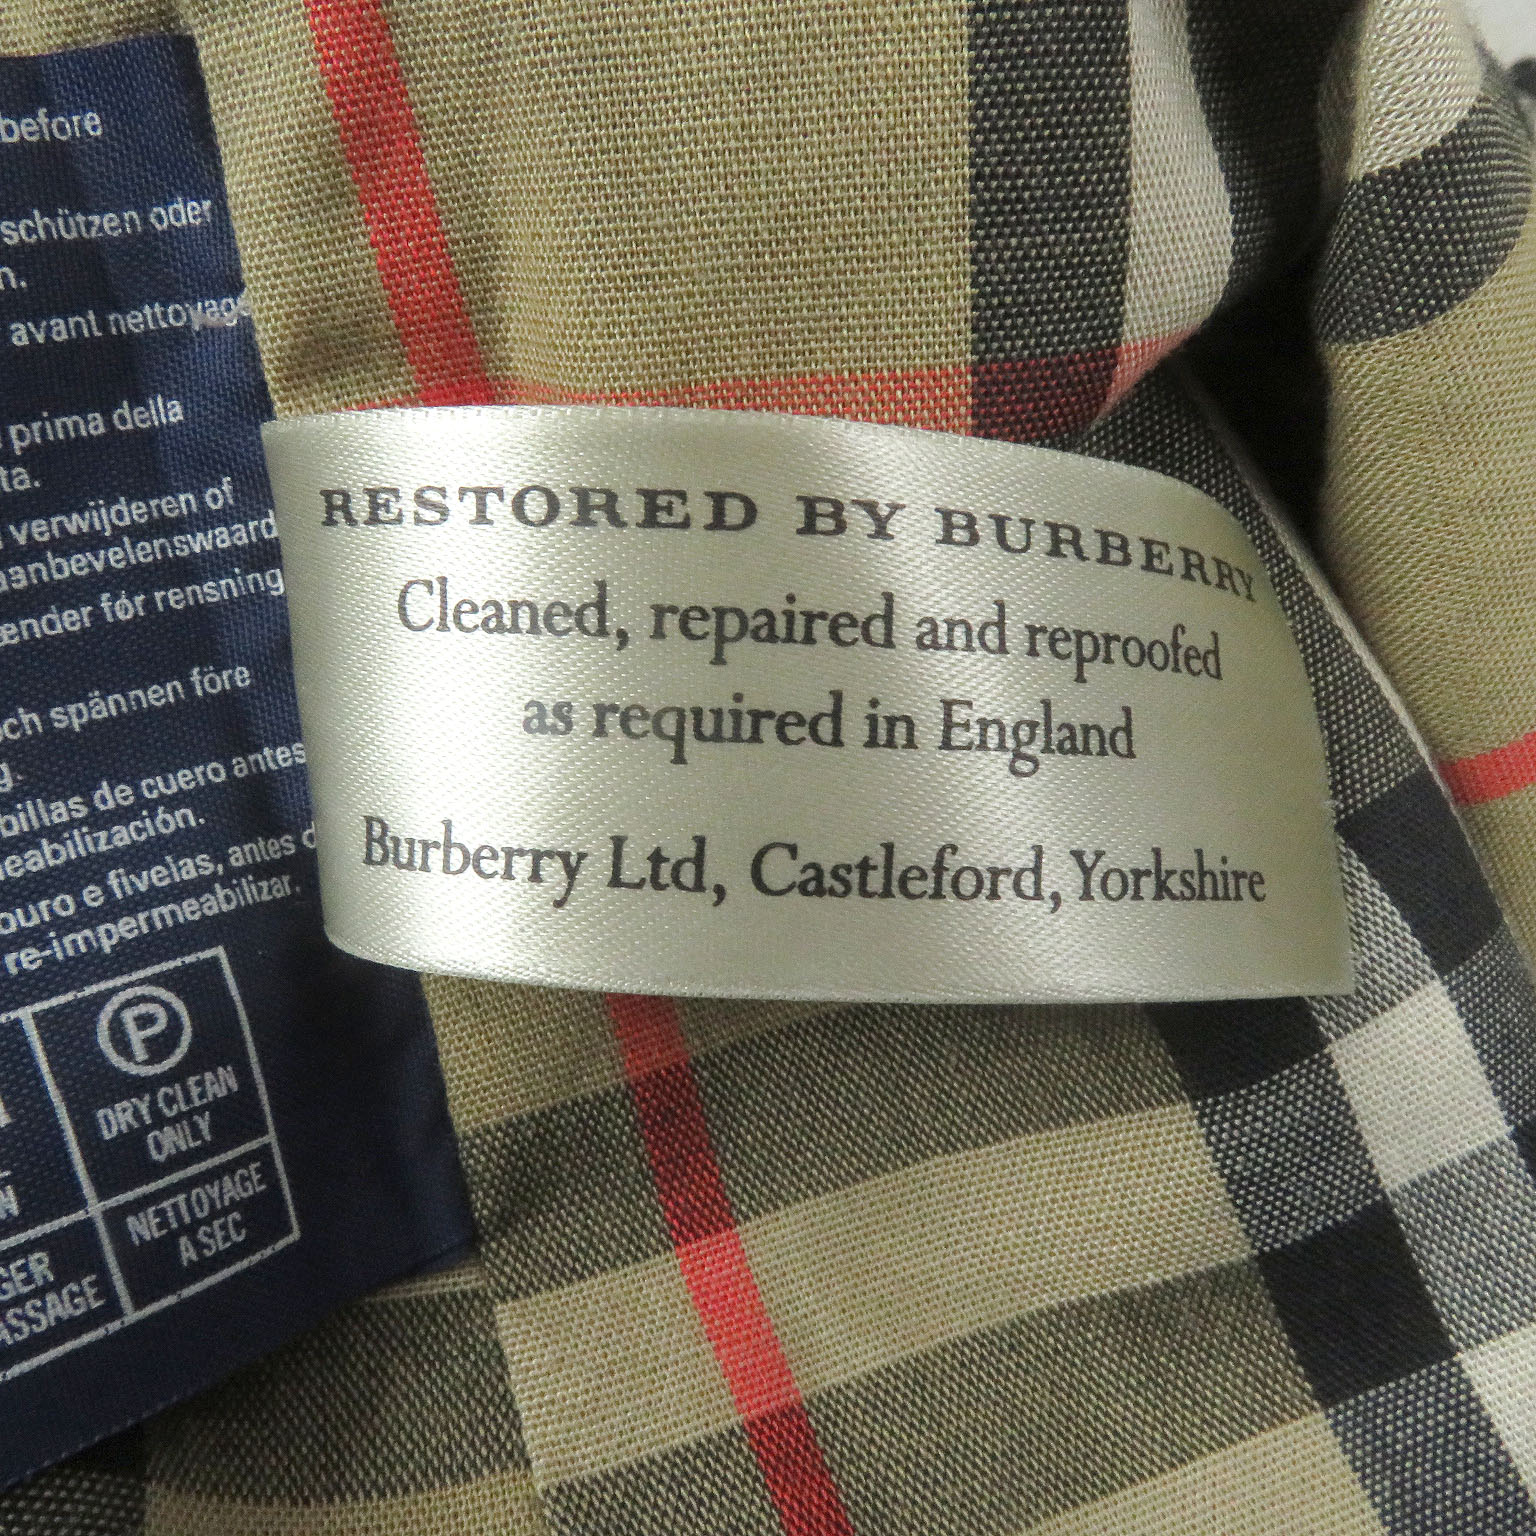 before
schützen oder
n.
avant nettoyage
prima della
ta.
verwijderen of
aanbevelenswaard
ender fór rensning
och spännen före
g.
billas de cuero antes
eabilización.
ouro e fivelas, antes d
re-impermeabilizar.
P
DRY CLEAN
ONLY
NETTOYAGE
A SEC
GER
ASSAGE
RESTORED BY BURBERRY
Cleaned, repaired and reproofed
as required in England
Burberry Ltd, Castleford, Yorkshire